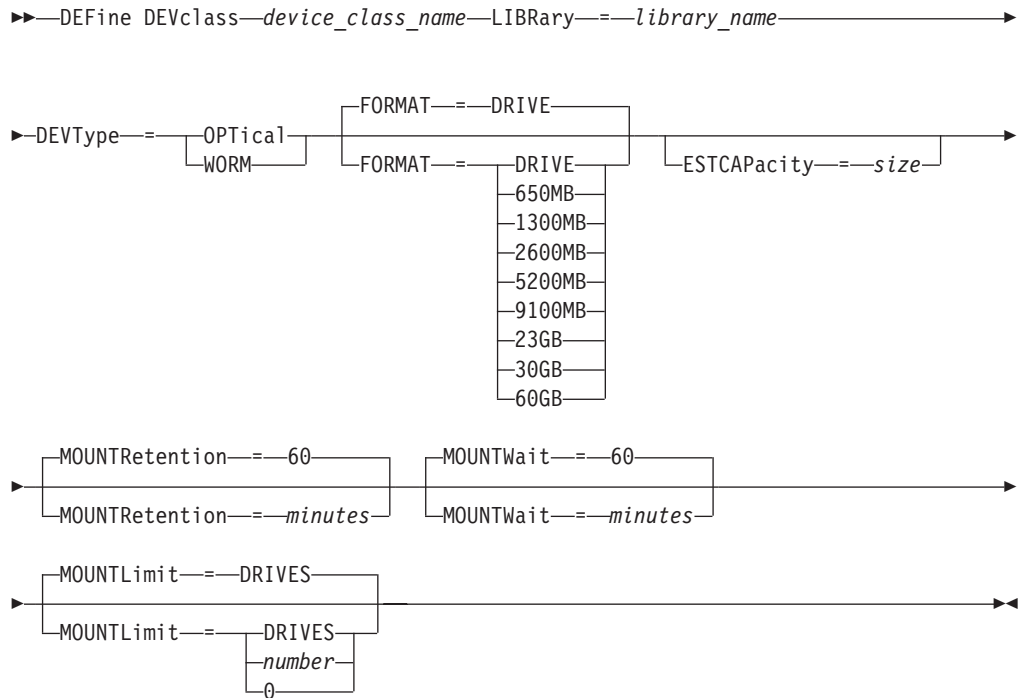 DEFine DEVclass device_class_name LIBRary = library_name
FORMAT = DRIVE
DEVType = OPTical
WORM
FORMAT = DRIVE
650MB
1300MB
2600MB
5200MB
9100MB
23GB
30GB
60GB
ESTCAPacity = size
MOUNTRetention = 60
MOUNTRetention = minutes
MOUNTWait = 60
MOUNTWait = minutes
MOUNTLimit = DRIVES
MOUNTLimit = DRIVES
number
0